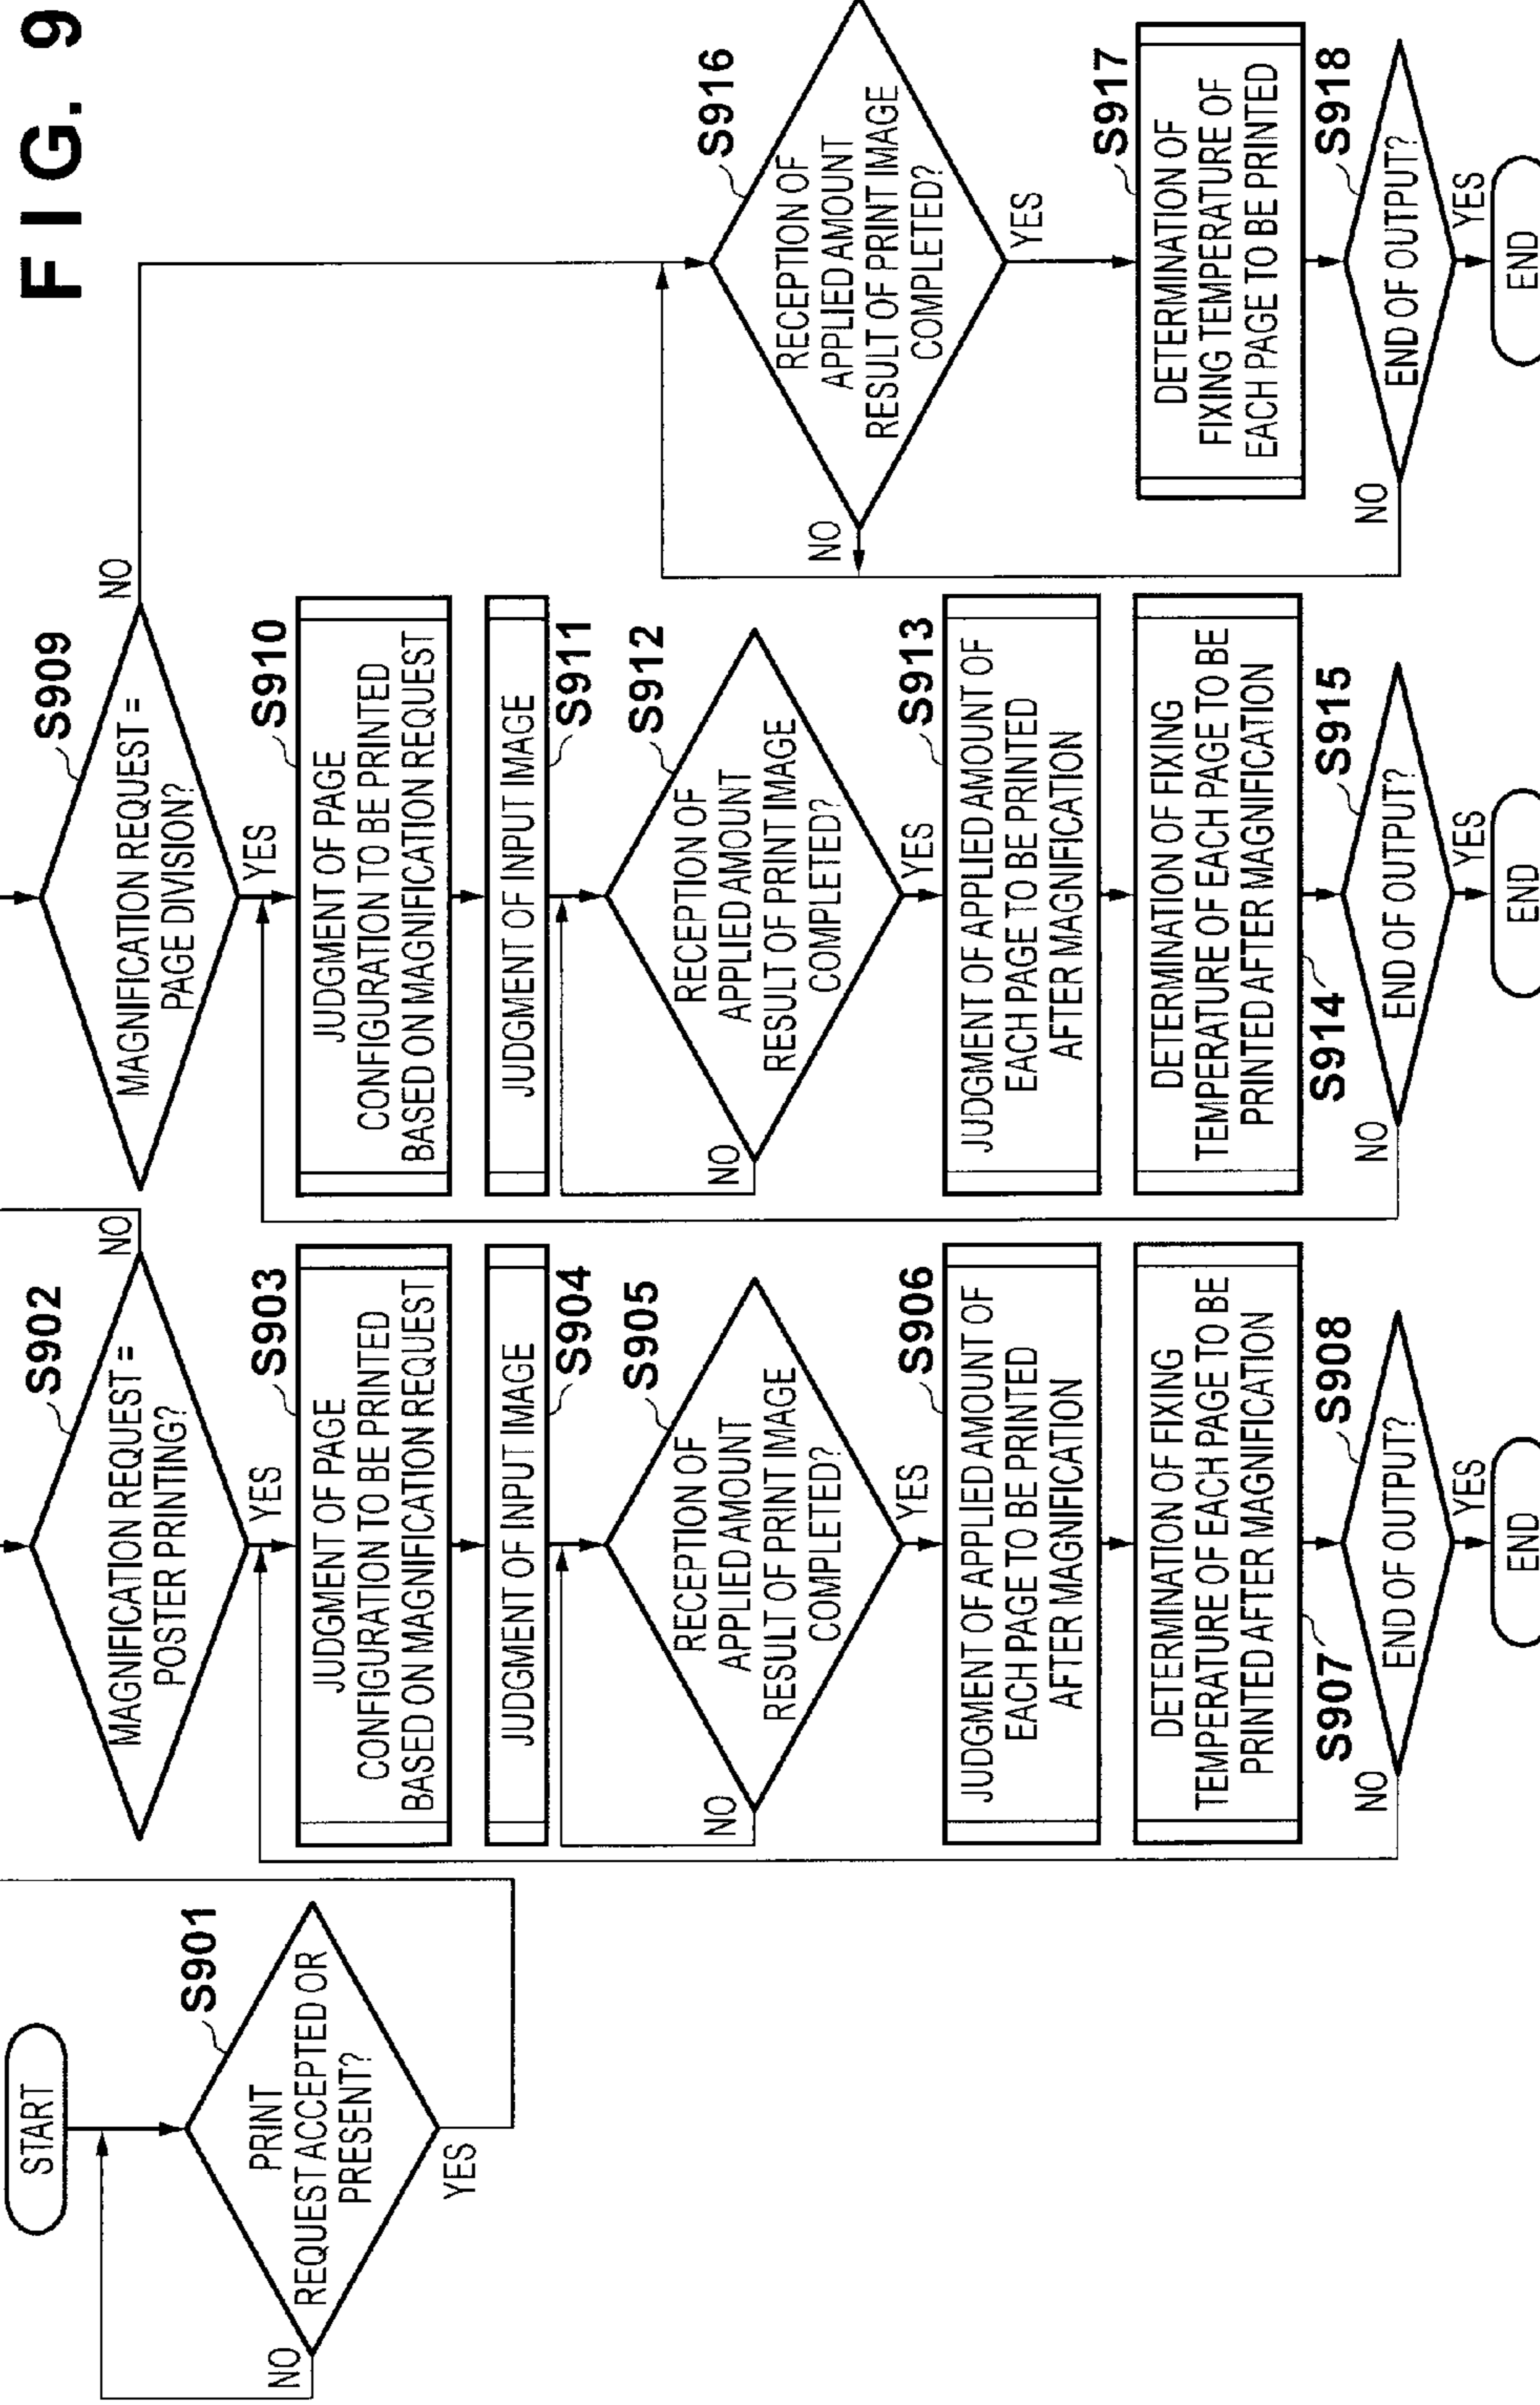 FIG. 9
START
S901
PRINT
REQUEST ACCEPTED OR
PRESENT?
NO
YES
S902
MAGNIFICATION REQUEST =
POSTER PRINTING?
NO
YES
S903
JUDGMENT OF PAGE
CONFIGURATION TO BE PRINTED
BASED ON MAGNIFICATION REQUEST
JUDGMENT OF INPUT IMAGE
S904
S905
RECEPTION OF
APPLIED AMOUNT
RESULT OF PRINT IMAGE
COMPLETED?
NO
YES
S906
JUDGMENT OF APPLIED AMOUNT OF
EACH PAGE TO BE PRINTED
AFTER MAGNIFICATION
DETERMINATION OF FIXING
TEMPERATURE OF EACH PAGE TO BE
PRINTED AFTER MAGNIFICATION
S907
S908
END OF OUTPUT?
NO
YES
END
S909
MAGNIFICATION REQUEST =
PAGE DIVISION?
NO
YES
S910
JUDGMENT OF PAGE
CONFIGURATION TO BE PRINTED
BASED ON MAGNIFICATION REQUEST
JUDGMENT OF INPUT IMAGE
S911
S912
RECEPTION OF
APPLIED AMOUNT
RESULT OF PRINT IMAGE
COMPLETED?
NO
YES
S913
JUDGMENT OF APPLIED AMOUNT OF
EACH PAGE TO BE PRINTED
AFTER MAGNIFICATION
DETERMINATION OF FIXING
TEMPERATURE OF EACH PAGE TO BE
PRINTED AFTER MAGNIFICATION
S914
S915
END OF OUTPUT?
NO
YES
END
S916
RECEPTION OF
APPLIED AMOUNT
RESULT OF PRINT IMAGE
COMPLETED?
NO
YES
S917
DETERMINATION OF
FIXING TEMPERATURE OF
EACH PAGE TO BE PRINTED
S918
END OF OUTPUT?
NO
YES
END